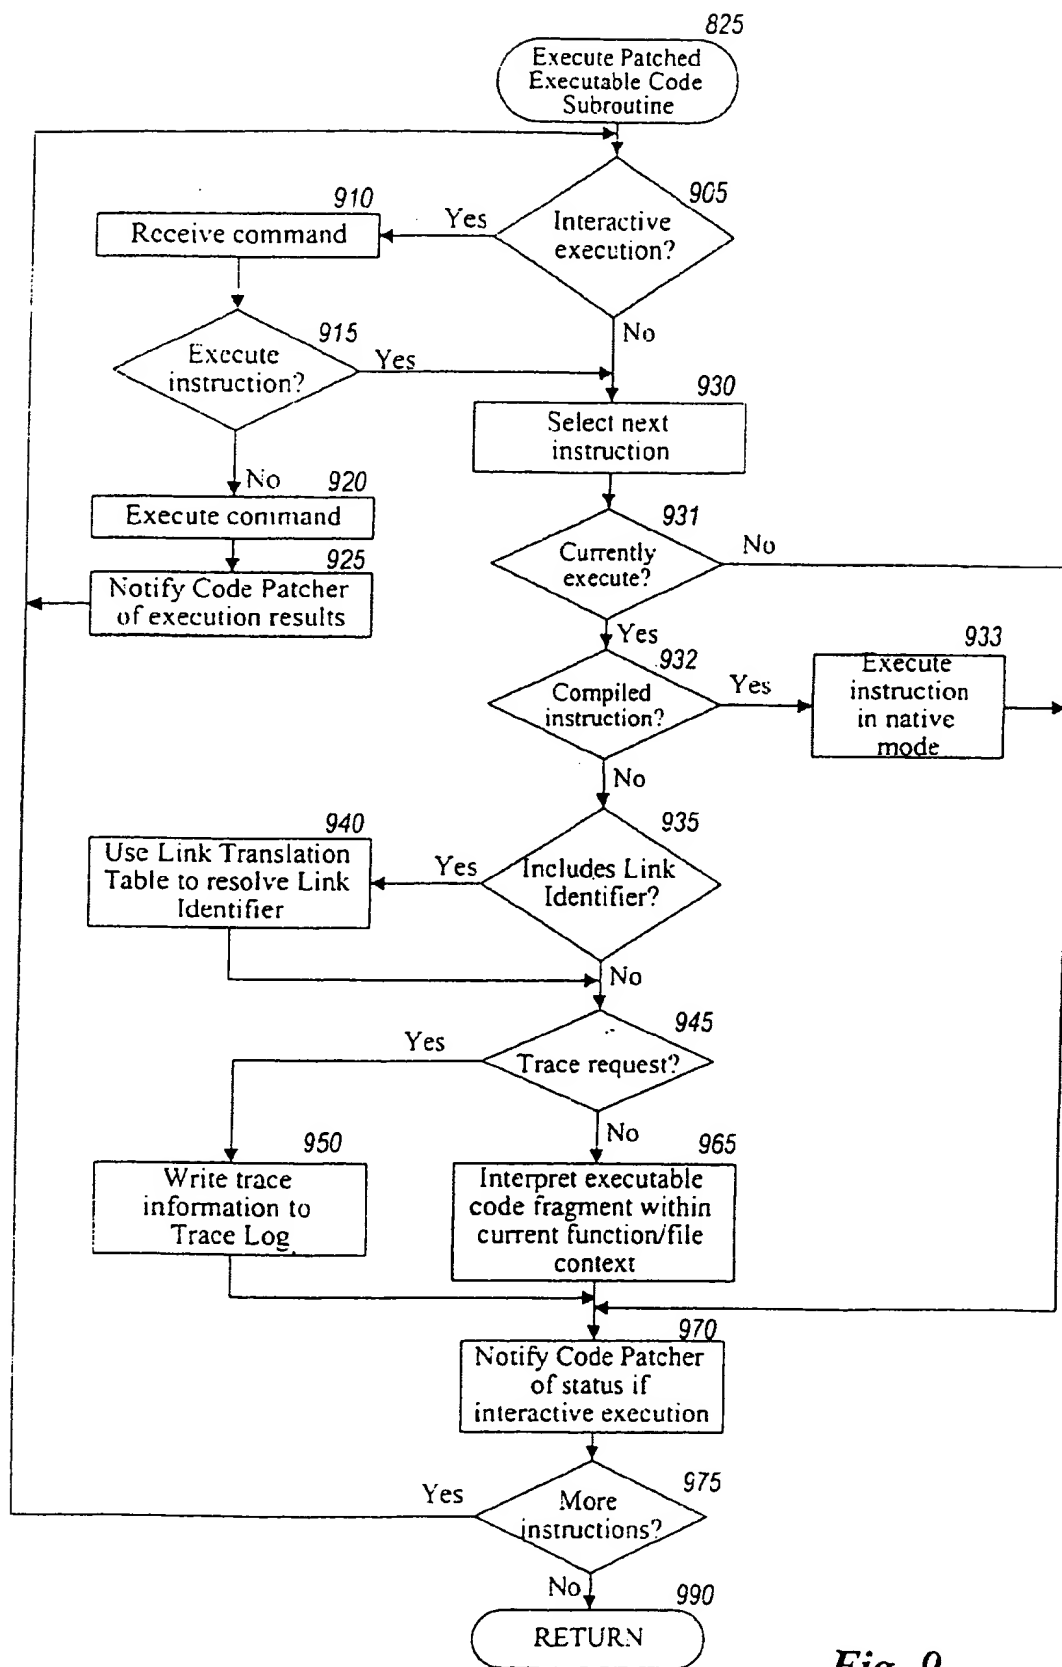 825
Execute Patched
Executable Code
Subroutine
905
Interactive
execution?
Yes
910
Receive command
No
915
Execute
instruction?
Yes
930
Select next
instruction
No
920
Execute command
931
Currently
execute?
No
925
Notify Code Patcher
of execution results
Yes
932
Compiled
instruction?
Yes
933
Execute
instruction
in native
mode
No
935
Includes Link
Identifier?
Yes
940
Use Link Translation
Table to resolve Link
Identifier
No
945
Trace request?
Yes
No
950
Write trace
information to
Trace Log
965
Interpret executable
code fragment within
current function/file
context
970
Notify Code Patcher
of status if
interactive execution
975
More
instructions?
Yes
No
990
RETURN
Fig. 9